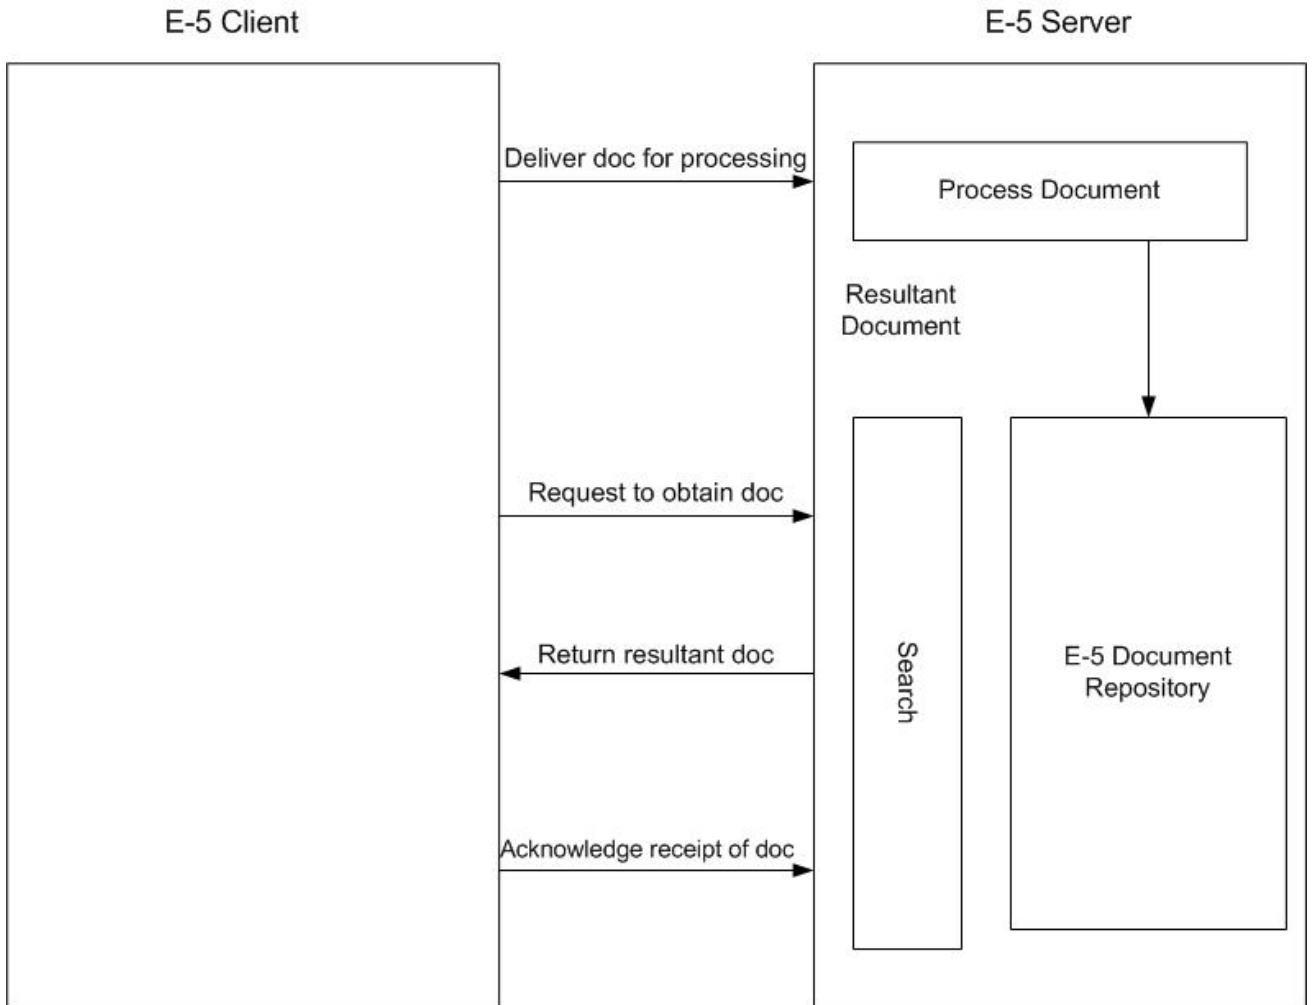 E-5 Client
E-5 Server
Deliver doc for processing
Process Document
Resultant
Document
Request to obtain doc
Return resultant doc
Search
E-5 Document
Repository
Acknowledge receipt of doc